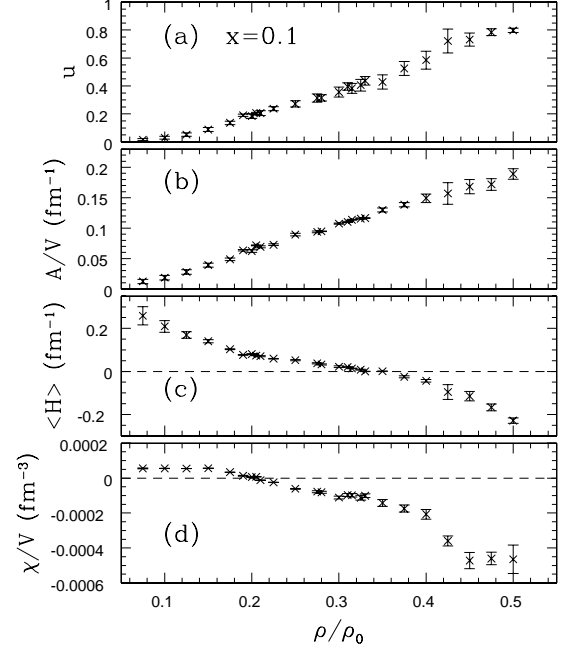 1
0.8
0.6
0.4
0.2
0
u
(a) x=0.1
0.2
0.15
0.1
0.05
0
A/V (fm⁻¹)
(b)
0.2
0
-0.2
<H> (fm⁻¹)
(c)
0.0002
0
-0.0002
-0.0004
-0.0006
χ/V (fm⁻³)
(d)
0.1 0.2 0.3 0.4 0.5
ρ/ρ₀